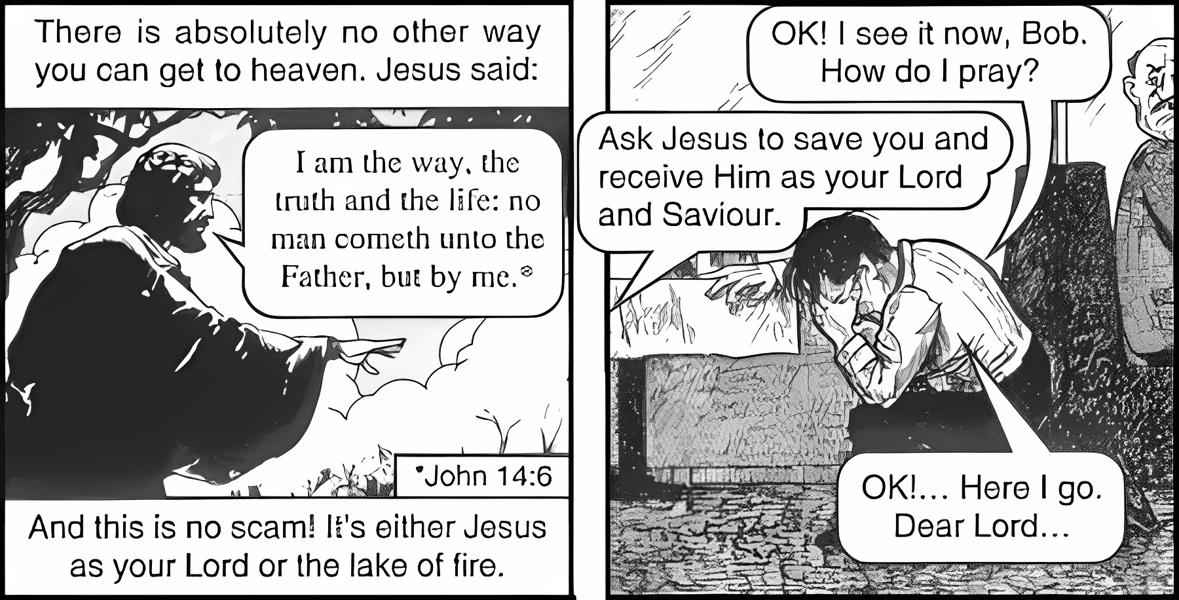 There is absolutely no other way
you can get to heaven. Jesus said:
I am the way, the
truth and the life: no
man cometh unto the
Father, but by me.*
*John 14:6
And this is no scam! It's either Jesus
as your Lord or the lake of fire.
OK! I see it now, Bob.
How do I pray?
Ask Jesus to save you and
receive Him as your Lord
and Saviour.
OK!... Here I go.
Dear Lord...